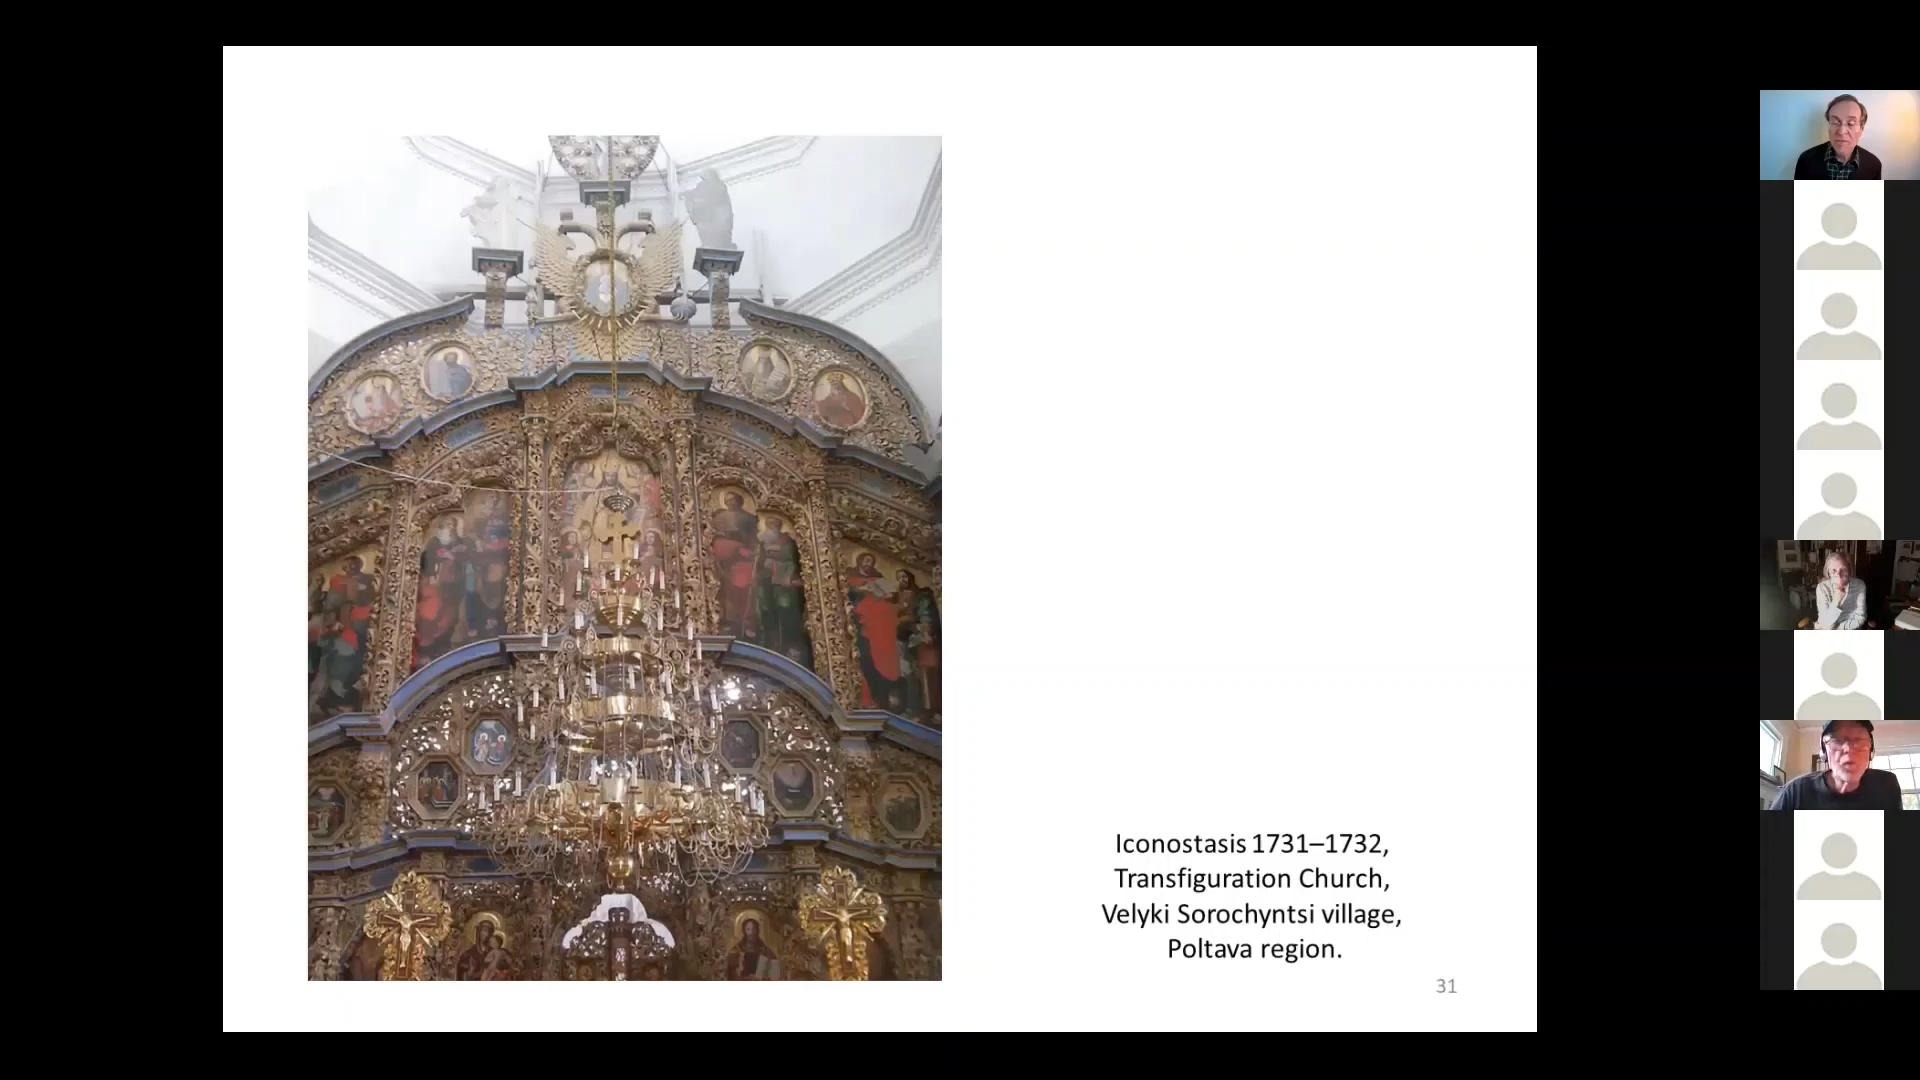 Iconostasis 1731–1732,
Transfiguration Church,
Velyki Sorochyntsi village,
Poltava region.
31